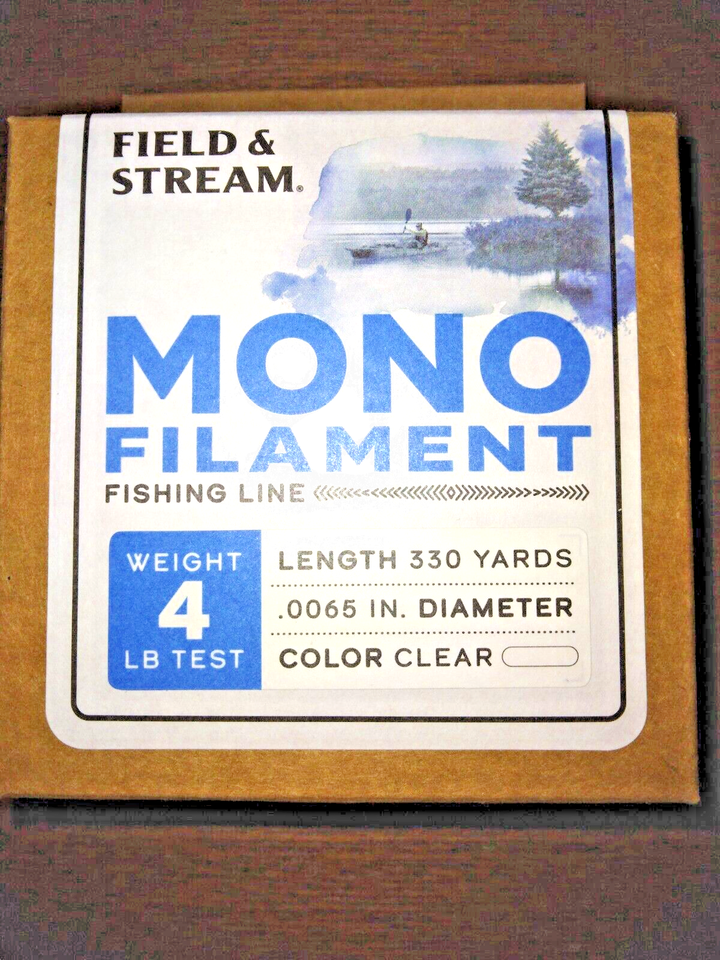 FIELD &
STREAM®
MONO
FILAMENT
FISHING LINE
WEIGHT
4
LB TEST
LENGTH 330 YARDS
.0065 IN. DIAMETER
COLOR CLEAR